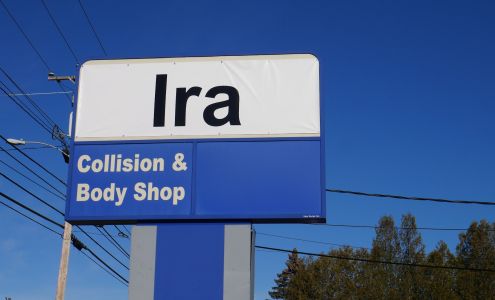 Ira
Collision &
Body Shop